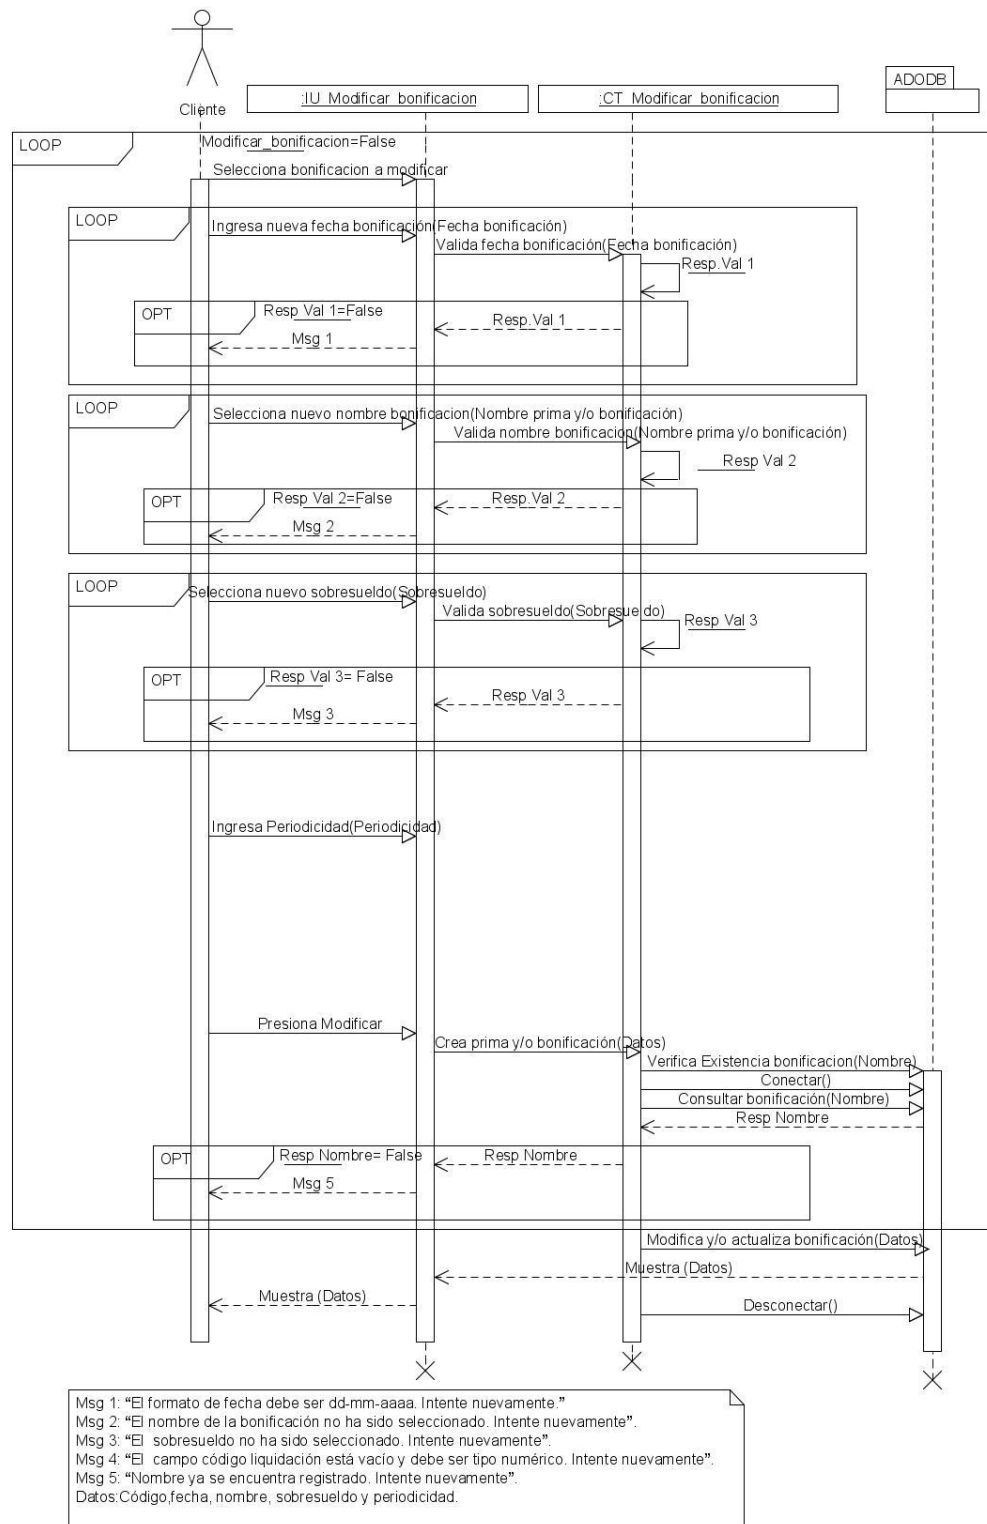 ADODB
:IU_Modificar_bonificacion
:CT_Modificar_bonificacion
Cliente
LOOP
Modificar_bonificacion=False
Selecciona bonificacion a modificar
LOOP
Ingresa nueva fecha bonificación(Fecha bonificación)
Valida fecha bonificación(Fecha bonificación)
Resp.Val 1
OPT
Resp Val 1=False
Resp.Val 1
Msg 1
LOOP
Selecciona nuevo nombre bonificacion(Nombre prima y/o bonificación)
Valida nombre bonificacion(Nombre prima y/o bonificación)
Resp Val 2
OPT
Resp Val 2=False
Resp.Val 2
Msg 2
LOOP
Selecciona nuevo sobresueldo(Sobresueldo)
Valida sobresueldo(Sobresueldo)
Resp Val 3
OPT
Resp Val 3= False
Resp Val 3
Msg 3
Ingresa Periodicidad(Periodicidad)
Presiona Modificar
Crea prima y/o bonificación(Datos)
Verifica Existencia bonificacion(Nombre)
Conectar()
Consultar bonificación(Nombre)
Resp Nombre
OPT
Resp Nombre= False
Resp Nombre
Msg 5
Modifica y/o actualiza bonificación(Datos)
Muestra (Datos)
Muestra (Datos)
Desconectar()
Msg 1: “El formato de fecha debe ser dd-mm-aaaa. Intente nuevamente.”
Msg 2: “El nombre de la bonificación no ha sido seleccionado. Intente nuevamente”.
Msg 3: “El  sobresueldo no ha sido seleccionado. Intente nuevamente”.
Msg 4: “El  campo código liquidación está vacío y debe ser tipo numérico. Intente nuevamente”.
Msg 5: “Nombre ya se encuentra registrado. Intente nuevamente”.
Datos:Código,fecha, nombre, sobresueldo y periodicidad.